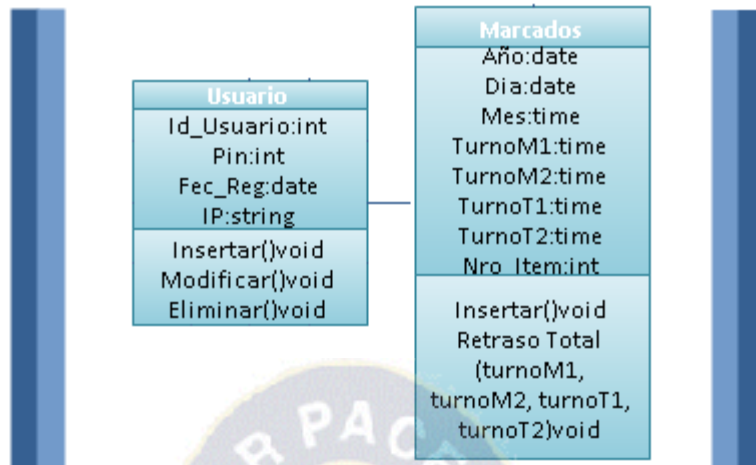 Usuario
Id_Usuario:int
Pin:int
Fec_Reg:date
IP:string
Insertar()void
Modificar()void
Eliminar()void
Marcados
Año:date
Dia:date
Mes:time
TurnoM1:time
TurnoM2:time
TurnoT1:time
TurnoT2:time
Nro_Item:int
Insertar()void
Retraso Total
(turnoM1,
turnoM2, turnoT1,
turnoT2)void